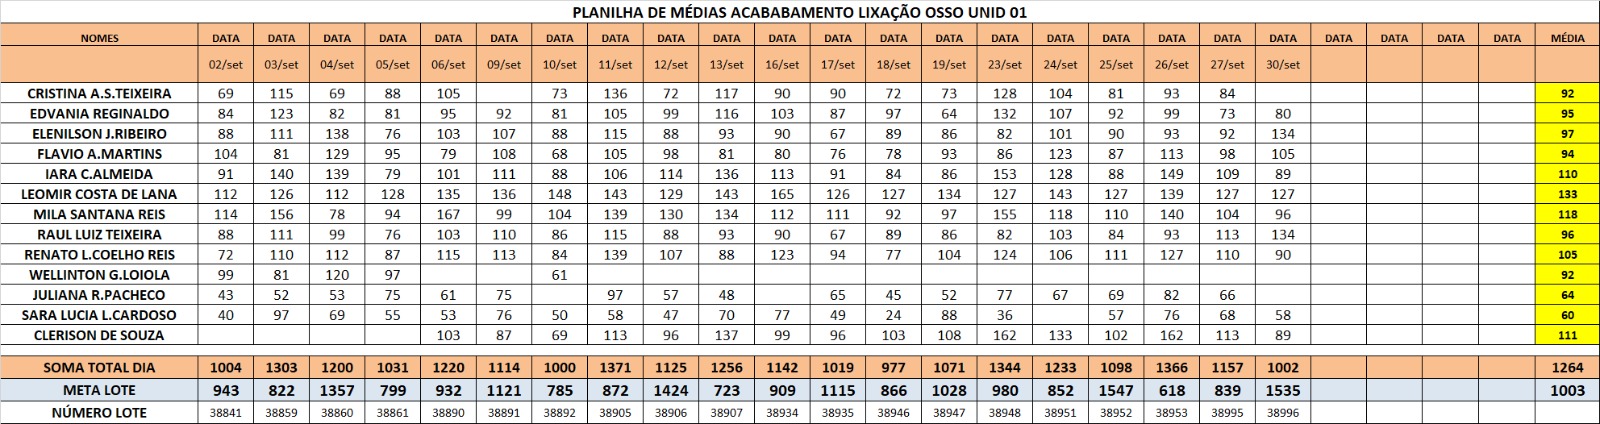 PLANILHA DE MÉDIAS ACABABAMENTO LIXAÇÃO OSSO UNID 01
NOMES DATA DATA DATA DATA DATA DATA DATA DATA DATA DATA DATA DATA DATA DATA DATA DATA DATA DATA DATA DATA DATA DATA DATA DATA MÉDIA
02/set 03/set 04/set 05/set 06/set 09/set 10/set 11/set 12/set 13/set 16/set 17/set 18/set 19/set 23/set 24/set 25/set 26/set 27/set 30/set
CRISTINA A.S.TEIXEIRA 69 115 69 88 105 73 136 72 117 90 90 72 73 128 104 81 93 84 92
EDVANIA REGINALDO 84 123 82 81 95 92 81 105 99 116 103 87 97 64 132 107 92 99 73 80 95
ELENILSON J.RIBEIRO 88 111 138 76 103 107 88 115 88 93 90 67 89 86 82 101 90 93 92 134 97
FLAVIO A.MARTINS 104 81 129 95 79 108 68 105 98 81 80 76 78 93 86 123 87 113 98 105 94
IARA C.ALMEIDA 91 140 139 79 101 111 88 106 114 136 113 91 84 86 153 128 88 149 109 89 110
LEOMIR COSTA DE LANA 112 126 112 128 135 136 148 143 129 143 165 126 127 134 127 143 127 139 127 127 133
MILA SANTANA REIS 114 156 78 94 167 99 104 139 130 134 112 111 92 97 155 118 110 140 104 96 118
RAUL LUIZ TEIXEIRA 88 111 99 76 103 110 86 115 88 93 90 67 89 86 82 103 84 93 113 134 96
RENATO L.COELHO REIS 72 110 112 87 115 113 84 139 107 88 123 94 77 100 124 106 111 127 110 90 105
WELLINTON G.LOIOLA 99 81 120 97 61 92
JULIANA R.PACHECO 43 52 53 75 61 75 97 57 48 65 45 52 77 67 69 82 66 64
SARA LUCIA L.CARDOSO 40 97 69 55 53 76 50 58 47 70 77 49 24 88 36 57 76 68 58 60
CLERISON DE SOUZA 103 87 69 113 96 137 99 96 103 108 162 133 102 162 113 89 111
SOMA TOTAL DIA 1004 1303 1200 1031 1220 1114 1000 1371 1125 1256 1142 1019 977 1071 1344 1233 1098 1366 1157 1002 1264
META LOTE 943 822 1357 799 932 1121 785 872 1424 723 909 1115 866 1028 980 852 1547 618 839 1535 1003
NÚMERO LOTE 38841 38859 38860 38861 38890 38891 38892 38905 38906 38907 38934 38935 38946 38947 38948 38951 38952 38953 38995 38996